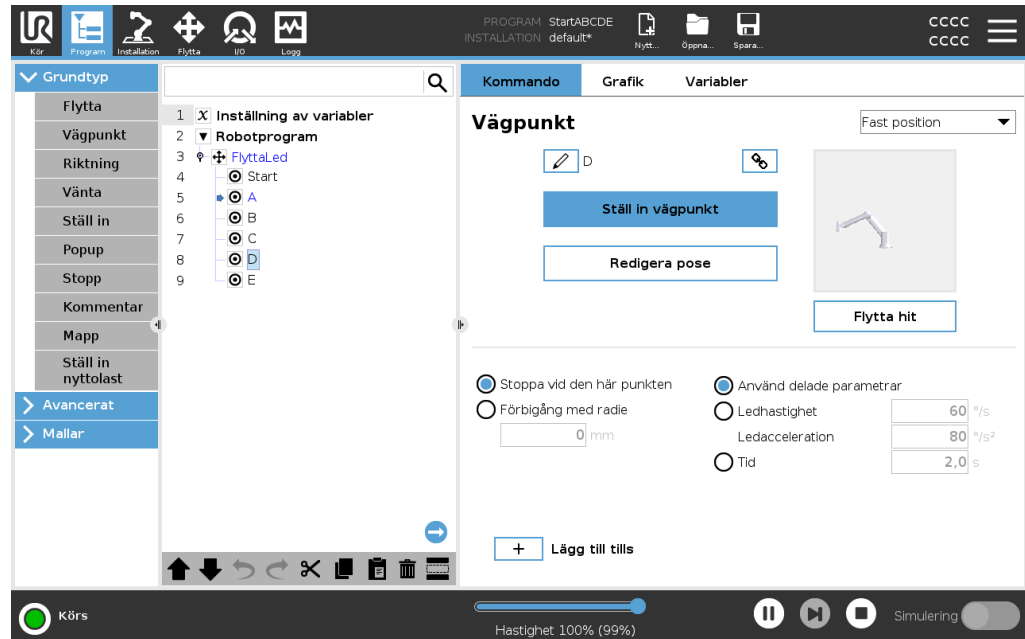 UR
Kör
Program
Installation
Flytta
I/O
Logg
PROGRAM StartABCDE
INSTALLATION default*
Nytt...
Öppna...
Spara...
CCCC
CCCC
Grundtyp
Flytta
Vägpunkt
Riktning
Vänta
Ställ in
Popup
Stopp
Kommentar
Mapp
Ställ in
nyttolast
Avancerat
Mallar
1 X Inställning av variabler
2 Robotprogram
3 FlyttaLed
4 Start
5 A
6 B
7 C
8 D
9 E
Kommando Grafik Variabler
Vägpunkt
Fast position
D
Ställ in vägpunkt
Redigera pose
Flytta hit
Stoppa vid den här punkten
Förbigång med radie
0 mm
Använd delade parametrar
Ledhastighet 60 °/s
Ledacceleration 80 °/s²
Tid 2,0 s
+ Lägg till tills
Körs
Hastighet 100% (99%)
Simulering